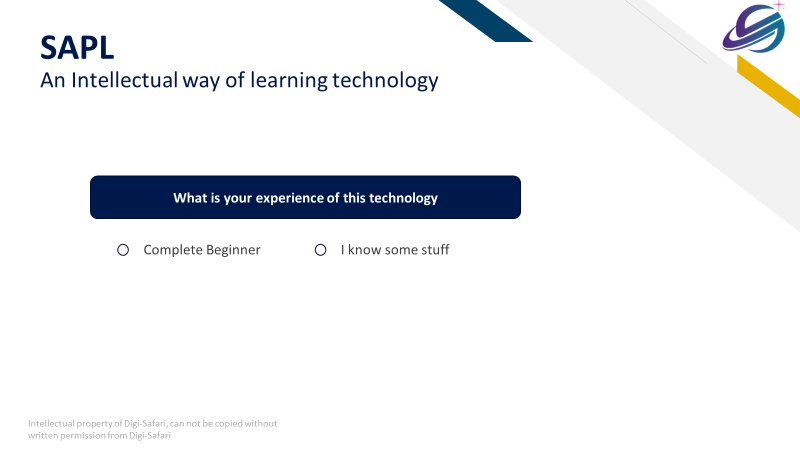 SAPL
An Intellectual way of learning technology
What is your experience of this technology
Complete Beginner
I know some stuff
Intellectual property of Digi-Safari, can not be copied without
written permission from Digi-Safari